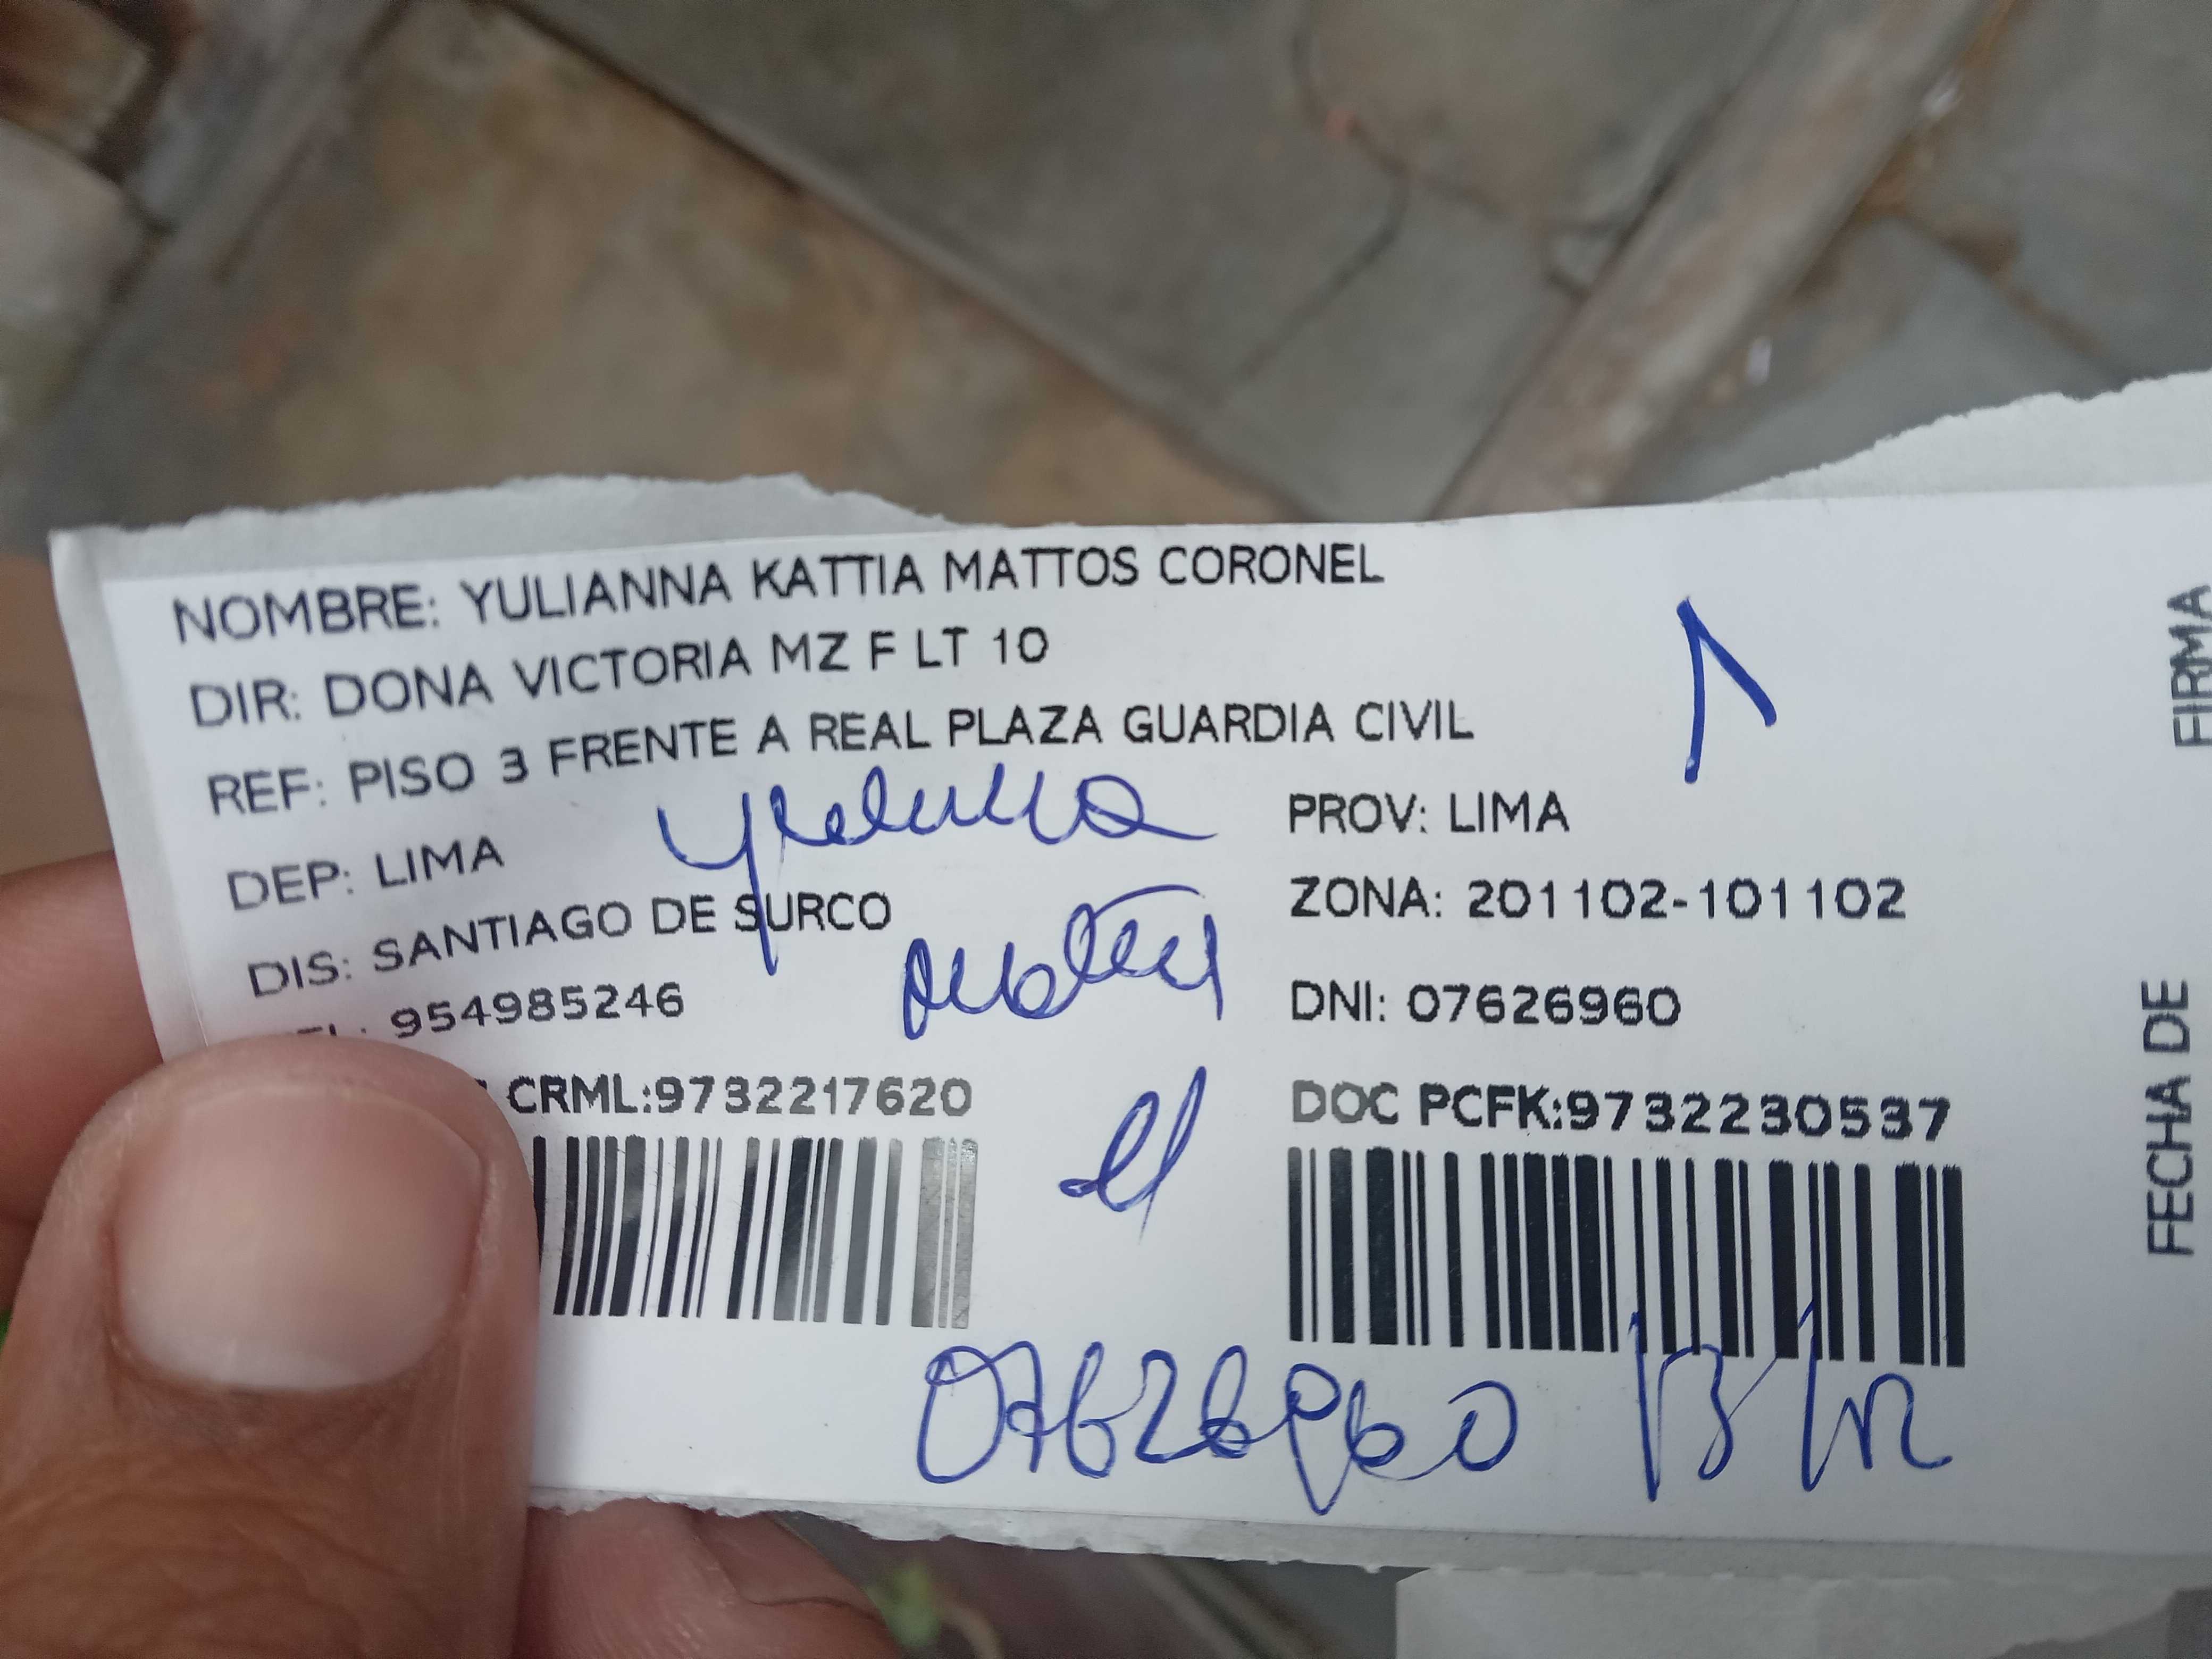 NOMBRE: YULIANNA KATTIA MATTOS CORONEL
DIR: DONA VICTORIA MZ F LT 10
REF: PISO 3 FRENTE A REAL PLAZA GUARDIA CIVIL
DEP: LIMA
PROV: LIMA
DIS: SANTIAGO DE SURCO
ZONA: 201102-101102
954985246
DNI: 07626960
CRML:9732217620
DOC PCFK:9732230537
07626960
FIRMA
FECHA DE